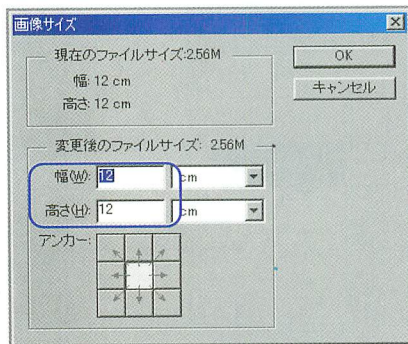 画像サイズ
現在のファイルサイズ:2.56M
幅: 12 cm
高さ: 12 cm
OK
キャンセル
変更後のファイルサイズ: 2.56M
幅(W): 12 cm
高さ(H): 12 cm
アンカー: